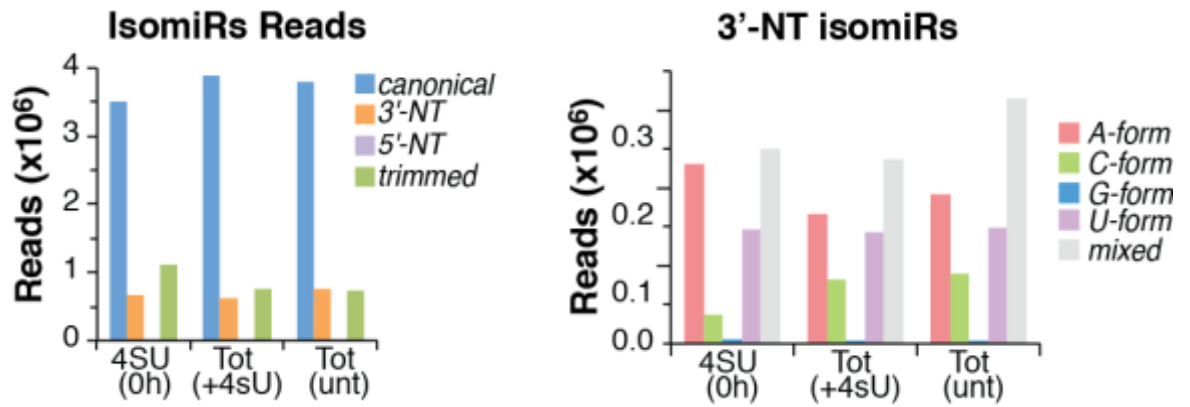 IsomiRs Reads
Reads (x10⁶)
4
3
2
1
0
canonical
3'-NT
5'-NT
trimmed
4SU
(0h)
Tot
(+4sU)
Tot
(unt)
3’-NT isomiRs
Reads (x10⁶)
0.3
0.2
0.1
0.0
A-form
C-form
G-form
U-form
mixed
4SU
(0h)
Tot
(+4sU)
Tot
(unt)